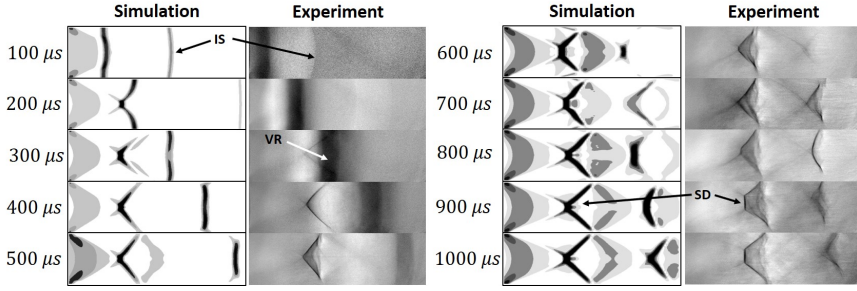 Simulation Experiment Simulation Experiment
100 μs IS 600 μs
200 μs 700 μs
300 μs VR 800 μs
400 μs 900 μs SD
500 μs 1000 μs